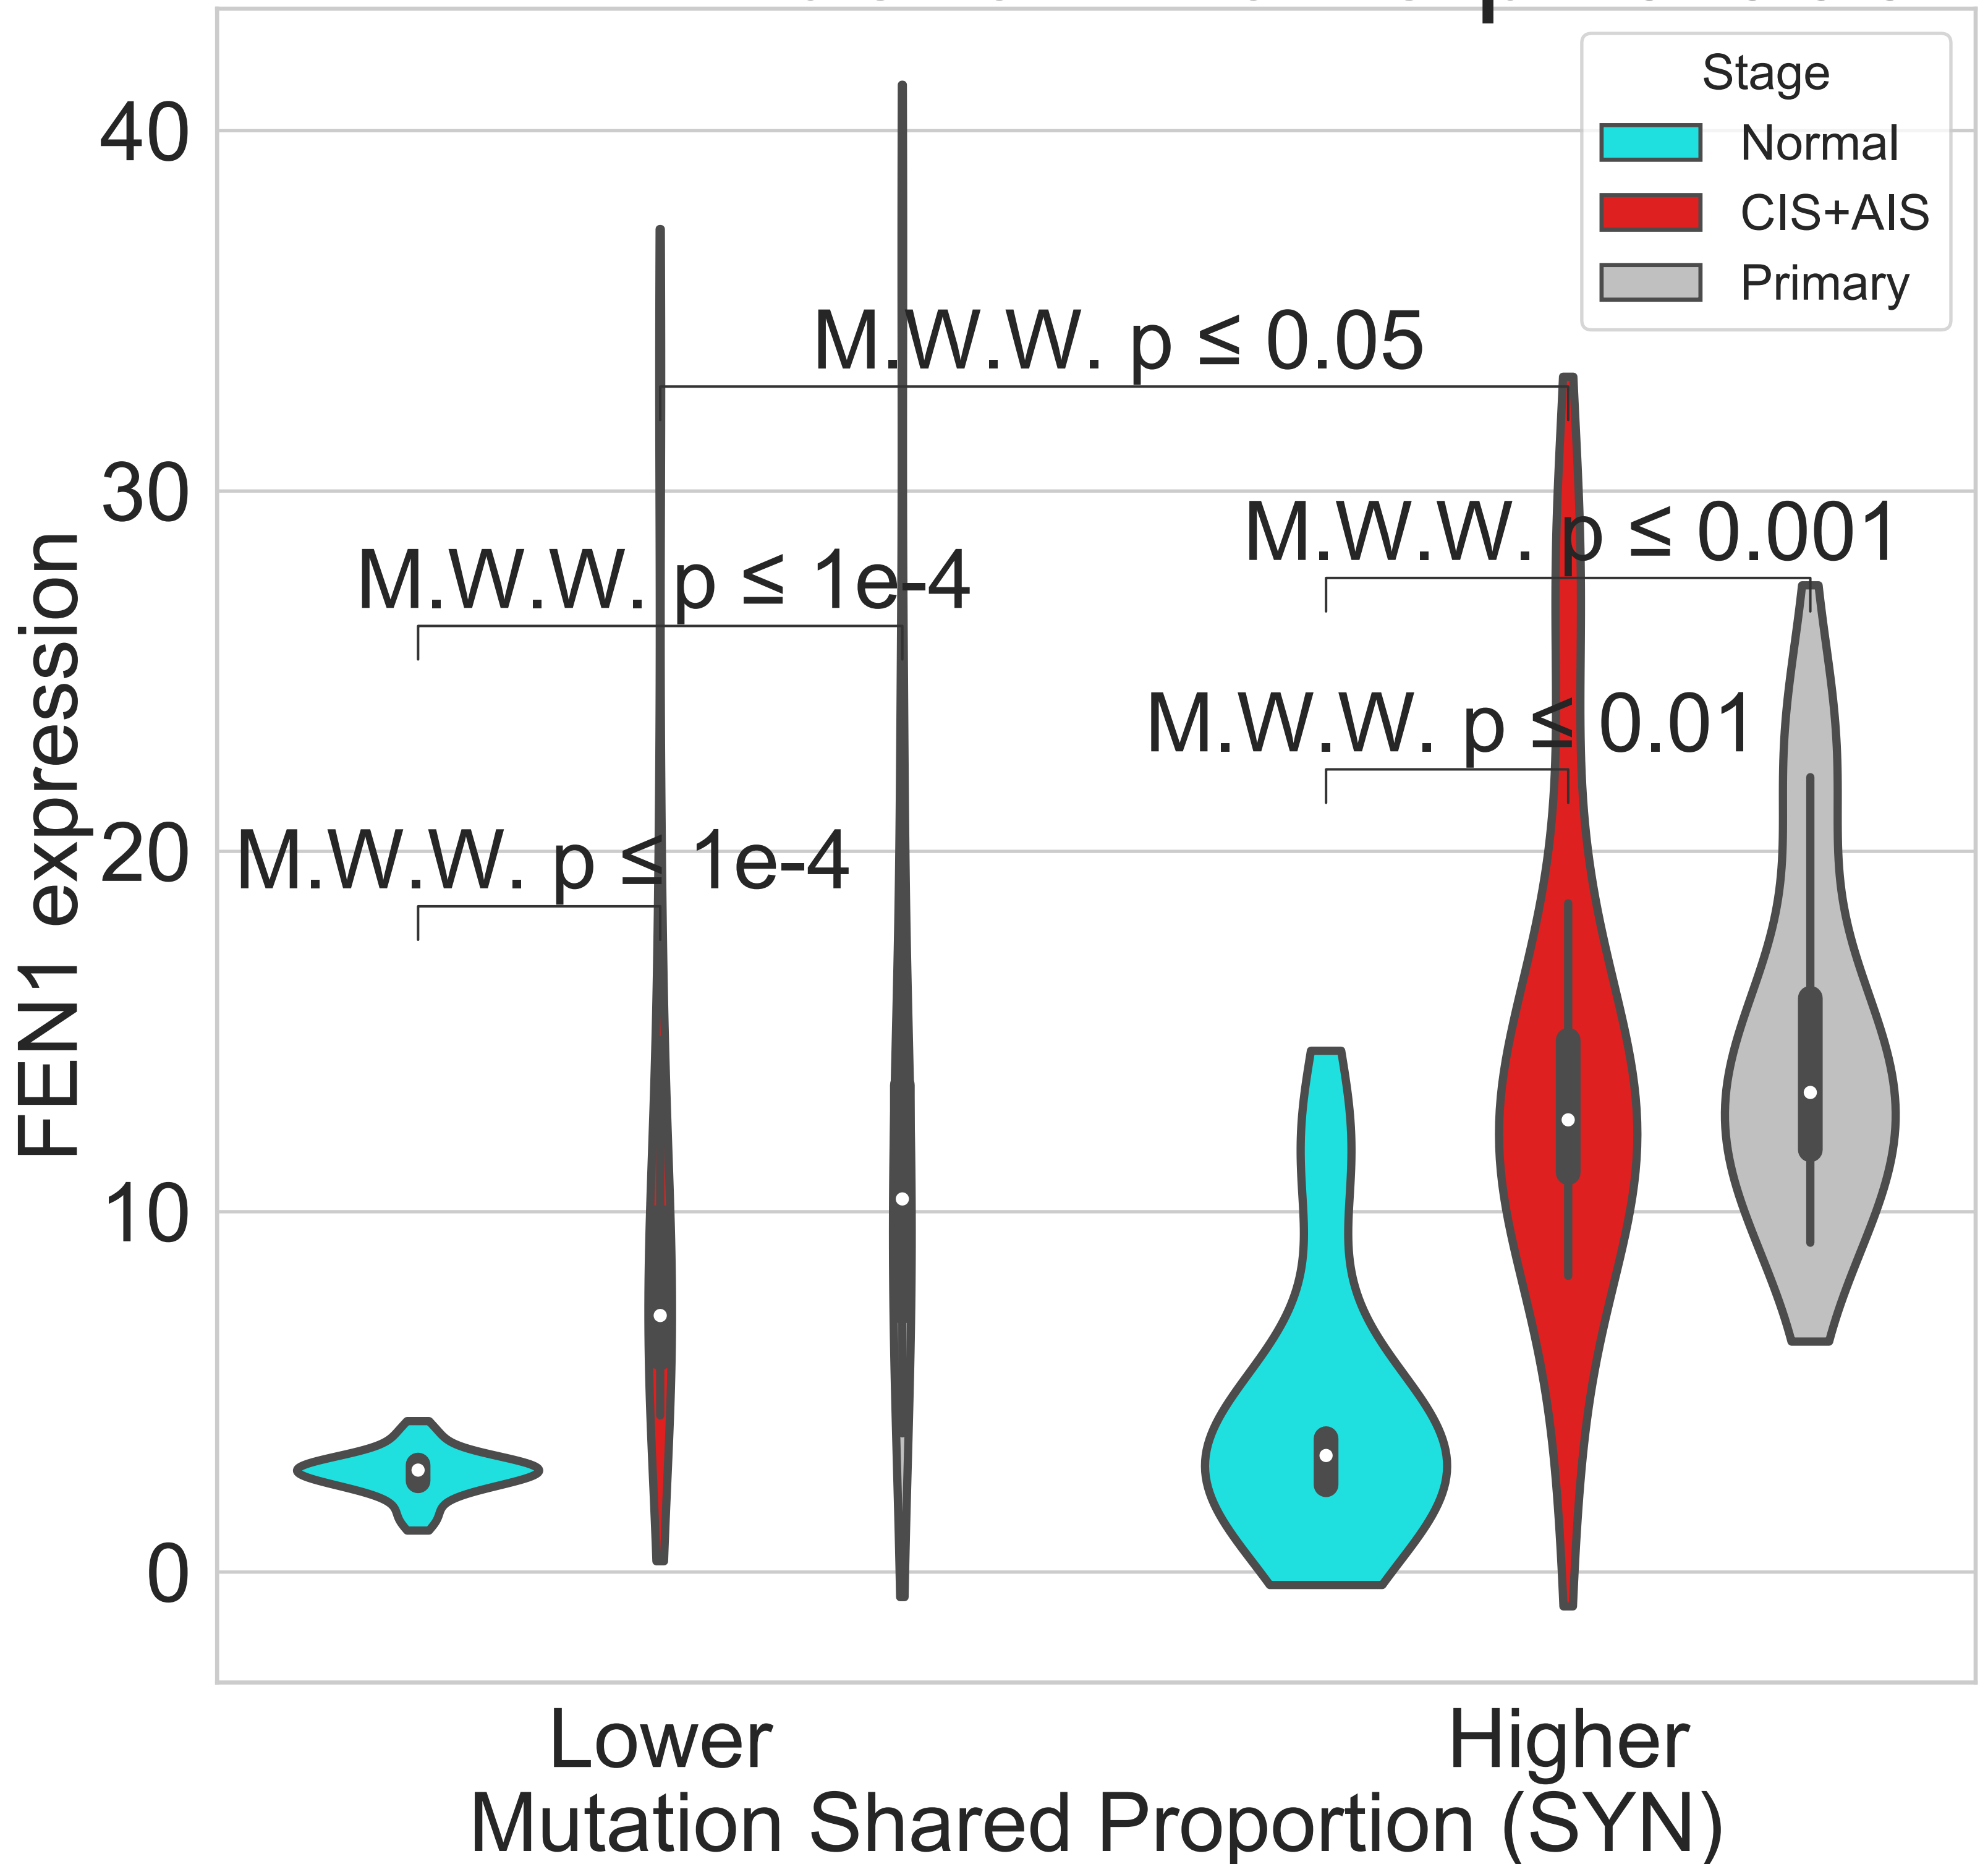 Stage
Normal
CIS+AIS
Primary
40
30
20
10
0
FEN1 expression
M.W.W. p ≤ 0.05
M.W.W. p ≤ 0.001
M.W.W. p ≤ 1e-4
M.W.W. p ≤ 0.01
M.W.W. p ≤ 1e-4
Lower
Higher
Mutation Shared Proportion (SYN)